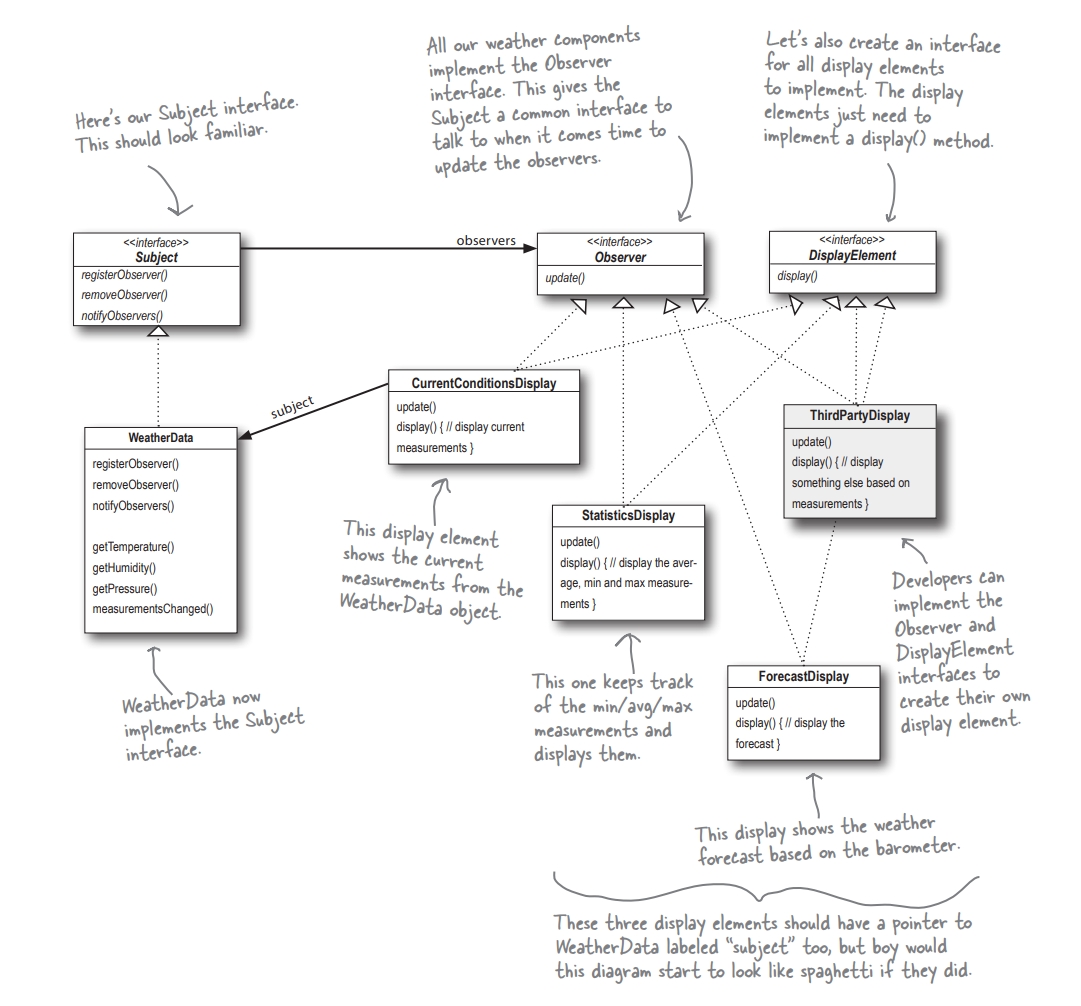 Here's our Subject interface.
This should look familiar.
All our weather components
implement the Observer
interface. This gives the
Subject a common interface to
talk to when it comes time to
update the observers.
Let's also create an interface
for all display elements
to implement. The display
elements just need to
implement a display() method.
<<interface>>
Subject
registerObserver()
removeObserver()
notifyObservers()
observers
<<interface>>
Observer
update()
<<interface>>
DisplayElement
display()
subject
CurrentConditionsDisplay
update()
display() { // display current
measurements }
ThirdPartyDisplay
update()
display() { // display
something else based on
measurements }
WeatherData
registerObserver()
removeObserver()
notifyObservers()
getTemperature()
getHumidity()
getPressure()
measurementsChanged()
This display element
shows the current
measurements from the
WeatherData object.
StatisticsDisplay
update()
display() { // display the aver-
age, min and max measure-
ments }
Developers can
implement the
Observer and
DisplayElement
interfaces to
create their own
display element.
WeatherData now
implements the Subject
interface.
This one keeps track
of the min/avg/max
measurements and
displays them.
ForecastDisplay
update()
display() { // display the
forecast }
This display shows the weather
forecast based on the barometer.
These three display elements should have a pointer to
WeatherData labeled "subject" too, but boy would
this diagram start to look like spaghetti if they did.